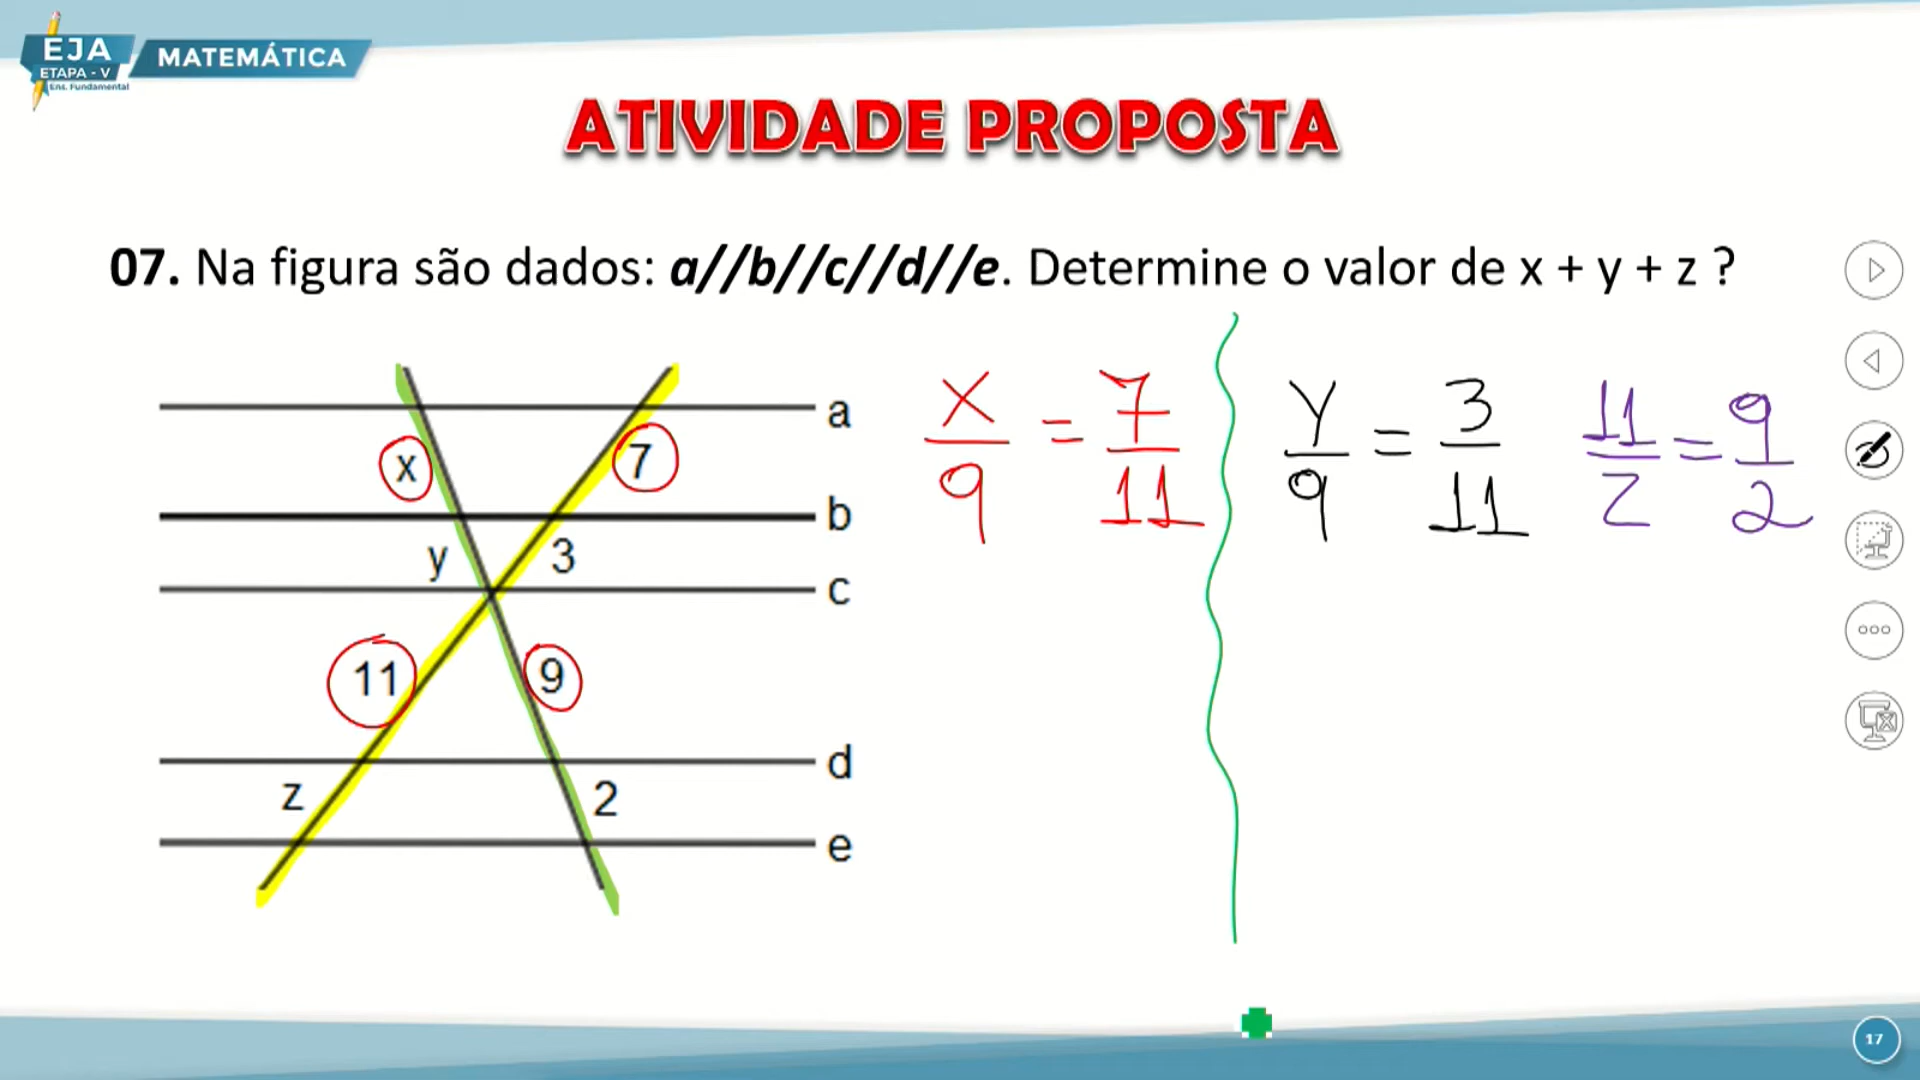 EJA
ETAPA - V
Ens. Fundamental
MATEMÁTICA
ATIVIDADE PROPOSTA
07. Na figura são dados: a//b//c//d//e. Determine o valor de x + y + z ?
a
x
7
b
y
3
c
11
9
d
z
2
e
X/9 = 7/11
Y/9 = 3/11
11/Z = 9/2
17